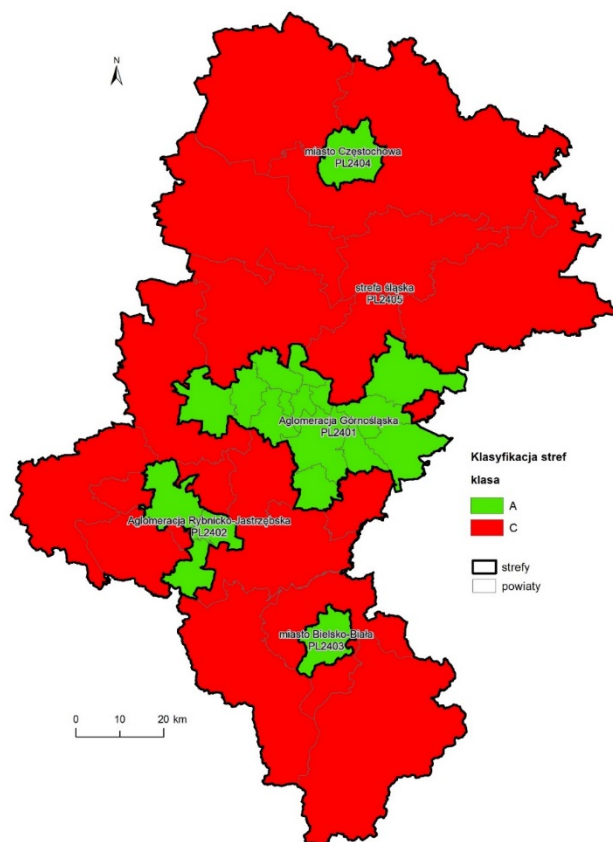 N
miasto Częstochowa
PL2404
strefa śląska
PL2405
Aglomeracja Górnośląska
PL2401
Klasyfikacja stref
klasa
A
C
strefy
powiaty
Aglomeracja Rybnicko-Jastrzębska
PL2402
miasto Bielsko-Biała
PL2403
0 10 20 km